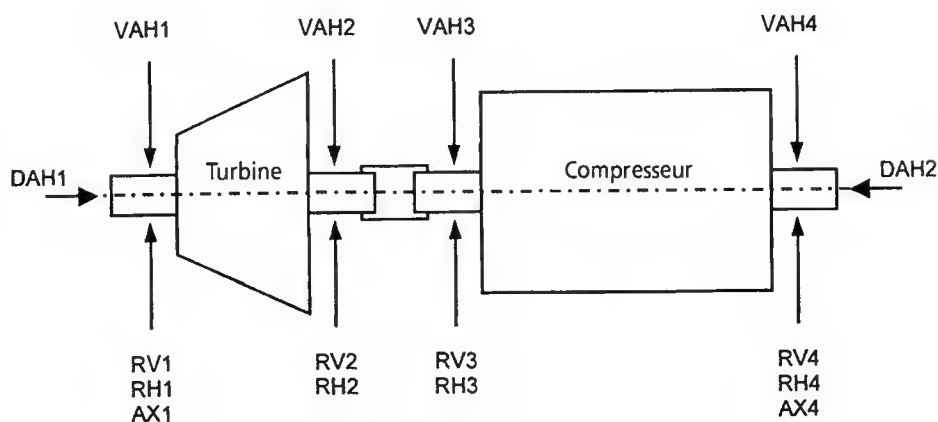 VAH1 VAH2 VAH3 VAH4
DAH1 Turbine Compresseur DAH2
RV1 RV2 RV3 RV4
RH1 RH2 RH3 RH4
AX1 AX4